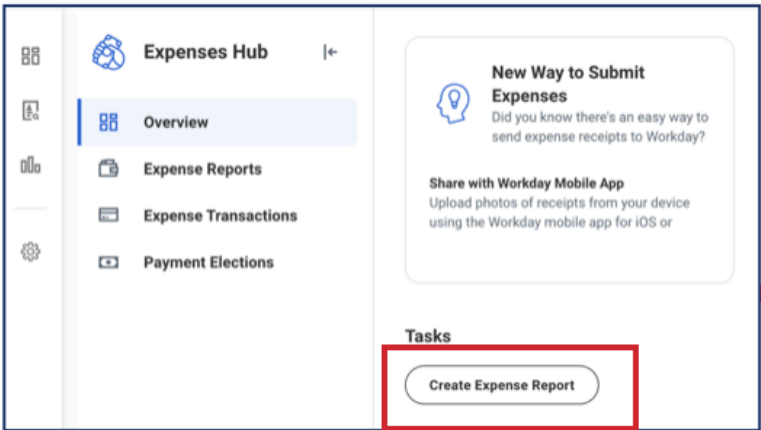 Expenses Hub
Overview
Expense Reports
Expense Transactions
Payment Elections
New Way to Submit
Expenses
Did you know there's an easy way to
send expense receipts to Workday?
Share with Workday Mobile App
Upload photos of receipts from your device
using the Workday mobile app for iOS or
Tasks
Create Expense Report